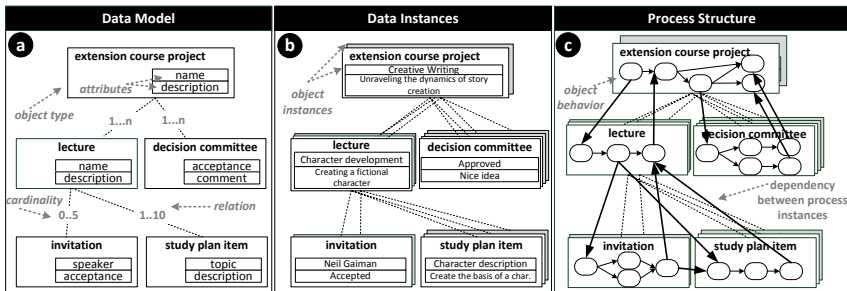 Data Model
a
extension course project
name
attributes
description
object type
1...n
1...n
lecture
decision committee
name
acceptance
description
comment
cardinality
0..5
1..10
relation
invitation
study plan item
speaker
topic
acceptance
description
Data Instances
b
extension course project
Creative Writing
Unraveling the dynamics of story
creation
object
instances
lecture
decision committee
Character development
Approved
Creating a fictional
character
Nice idea
invitation
study plan item
Neil Gaiman
Character description
Accepted
Create the basis of a char.
Process Structure
c
extension course project
object
behavior
lecture
decision committee
dependency
between process
instances
invitation
study plan item